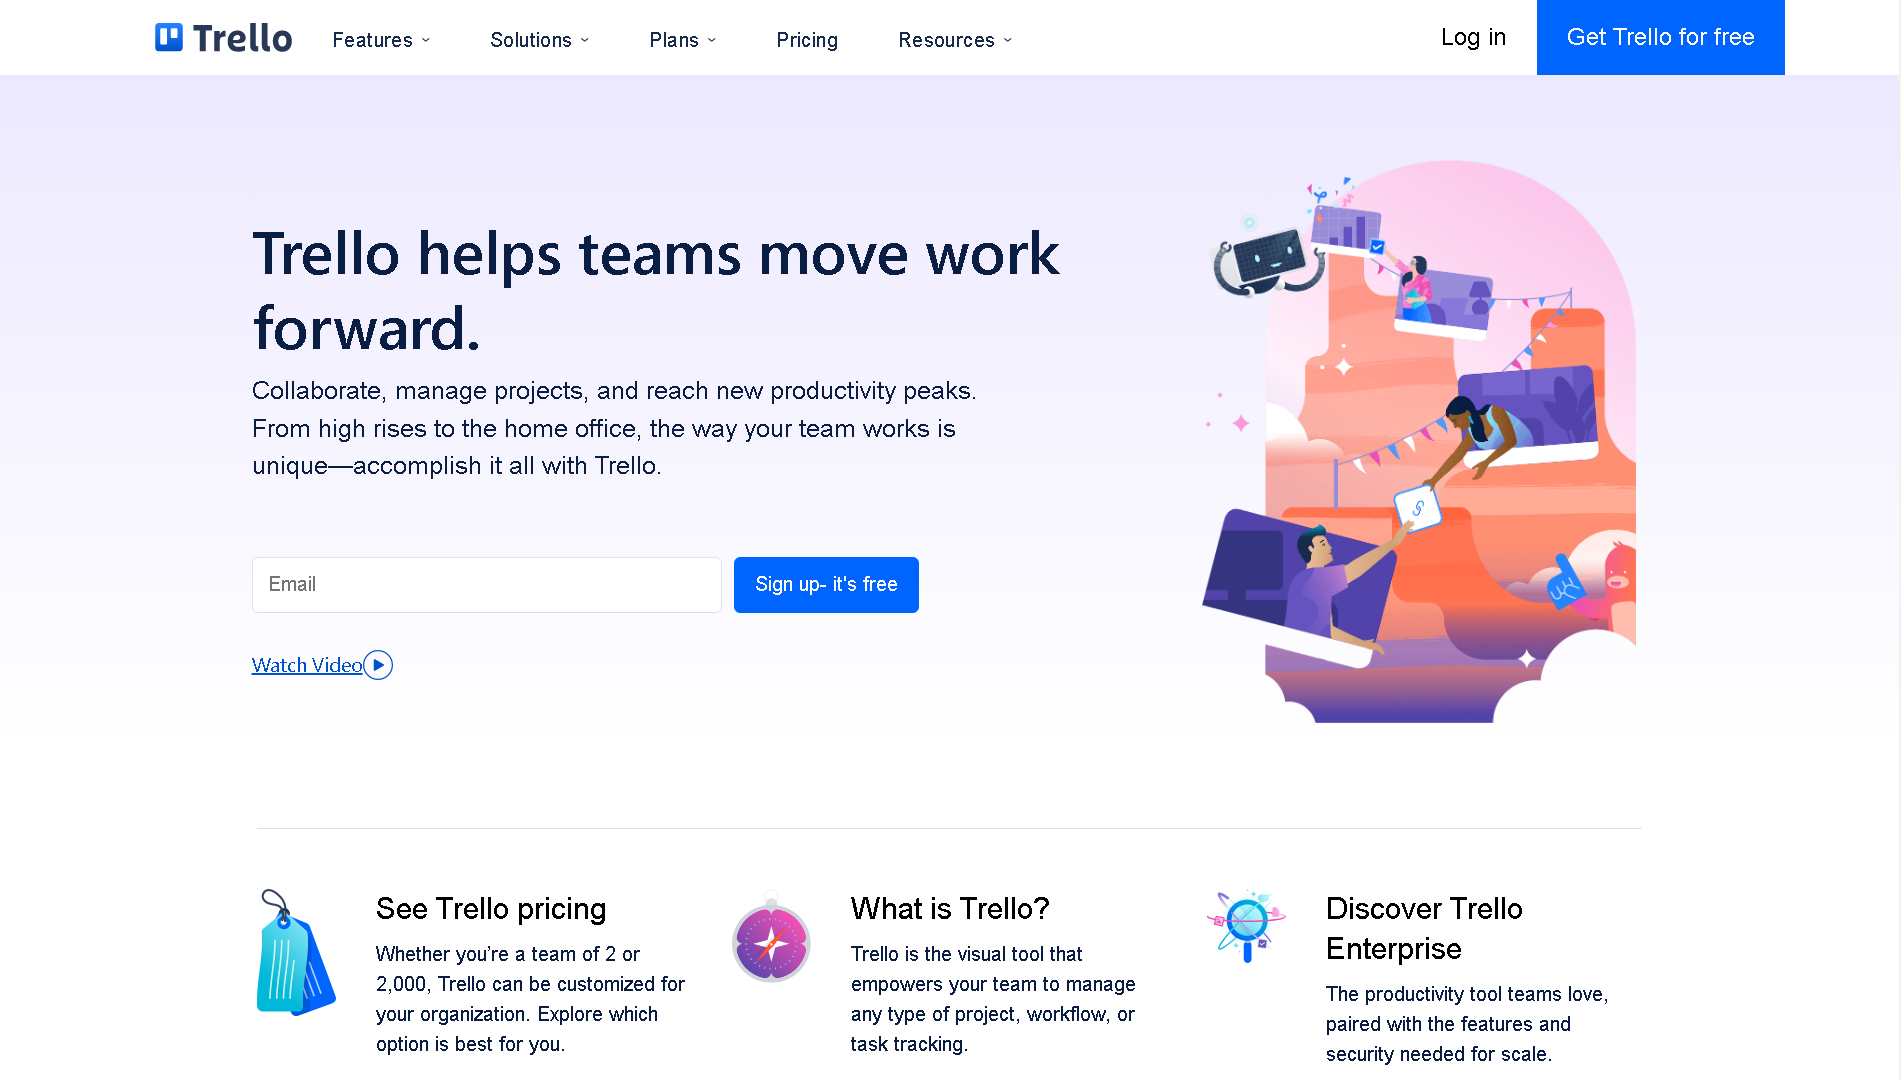 Trello
Features
Solutions
Plans
Pricing
Resources
Log in
Get Trello for free
Trello helps teams move work
forward.
Collaborate, manage projects, and reach new productivity peaks.
From high rises to the home office, the way your team works is
unique—accomplish it all with Trello.
Email
Sign up- it's free
Watch Video
See Trello pricing
Whether you’re a team of 2 or
2,000, Trello can be customized for
your organization. Explore which
option is best for you.
What is Trello?
Trello is the visual tool that
empowers your team to manage
any type of project, workflow, or
task tracking.
Discover Trello
Enterprise
The productivity tool teams love,
paired with the features and
security needed for scale.